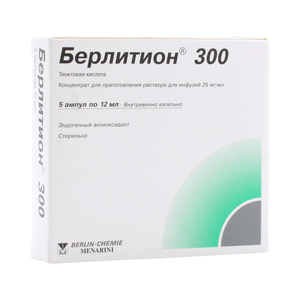 Берлитион® 300
Тиоктовая кислота
Концентрат для приготовления раствора для инфузий 25 мг/мл
5 ампул по 12 мл - Внутривенно капельно
Эндогенный антиоксидант
Стерильно
BERLIN-CHEMIE
MENARINI
Берлитион® 300